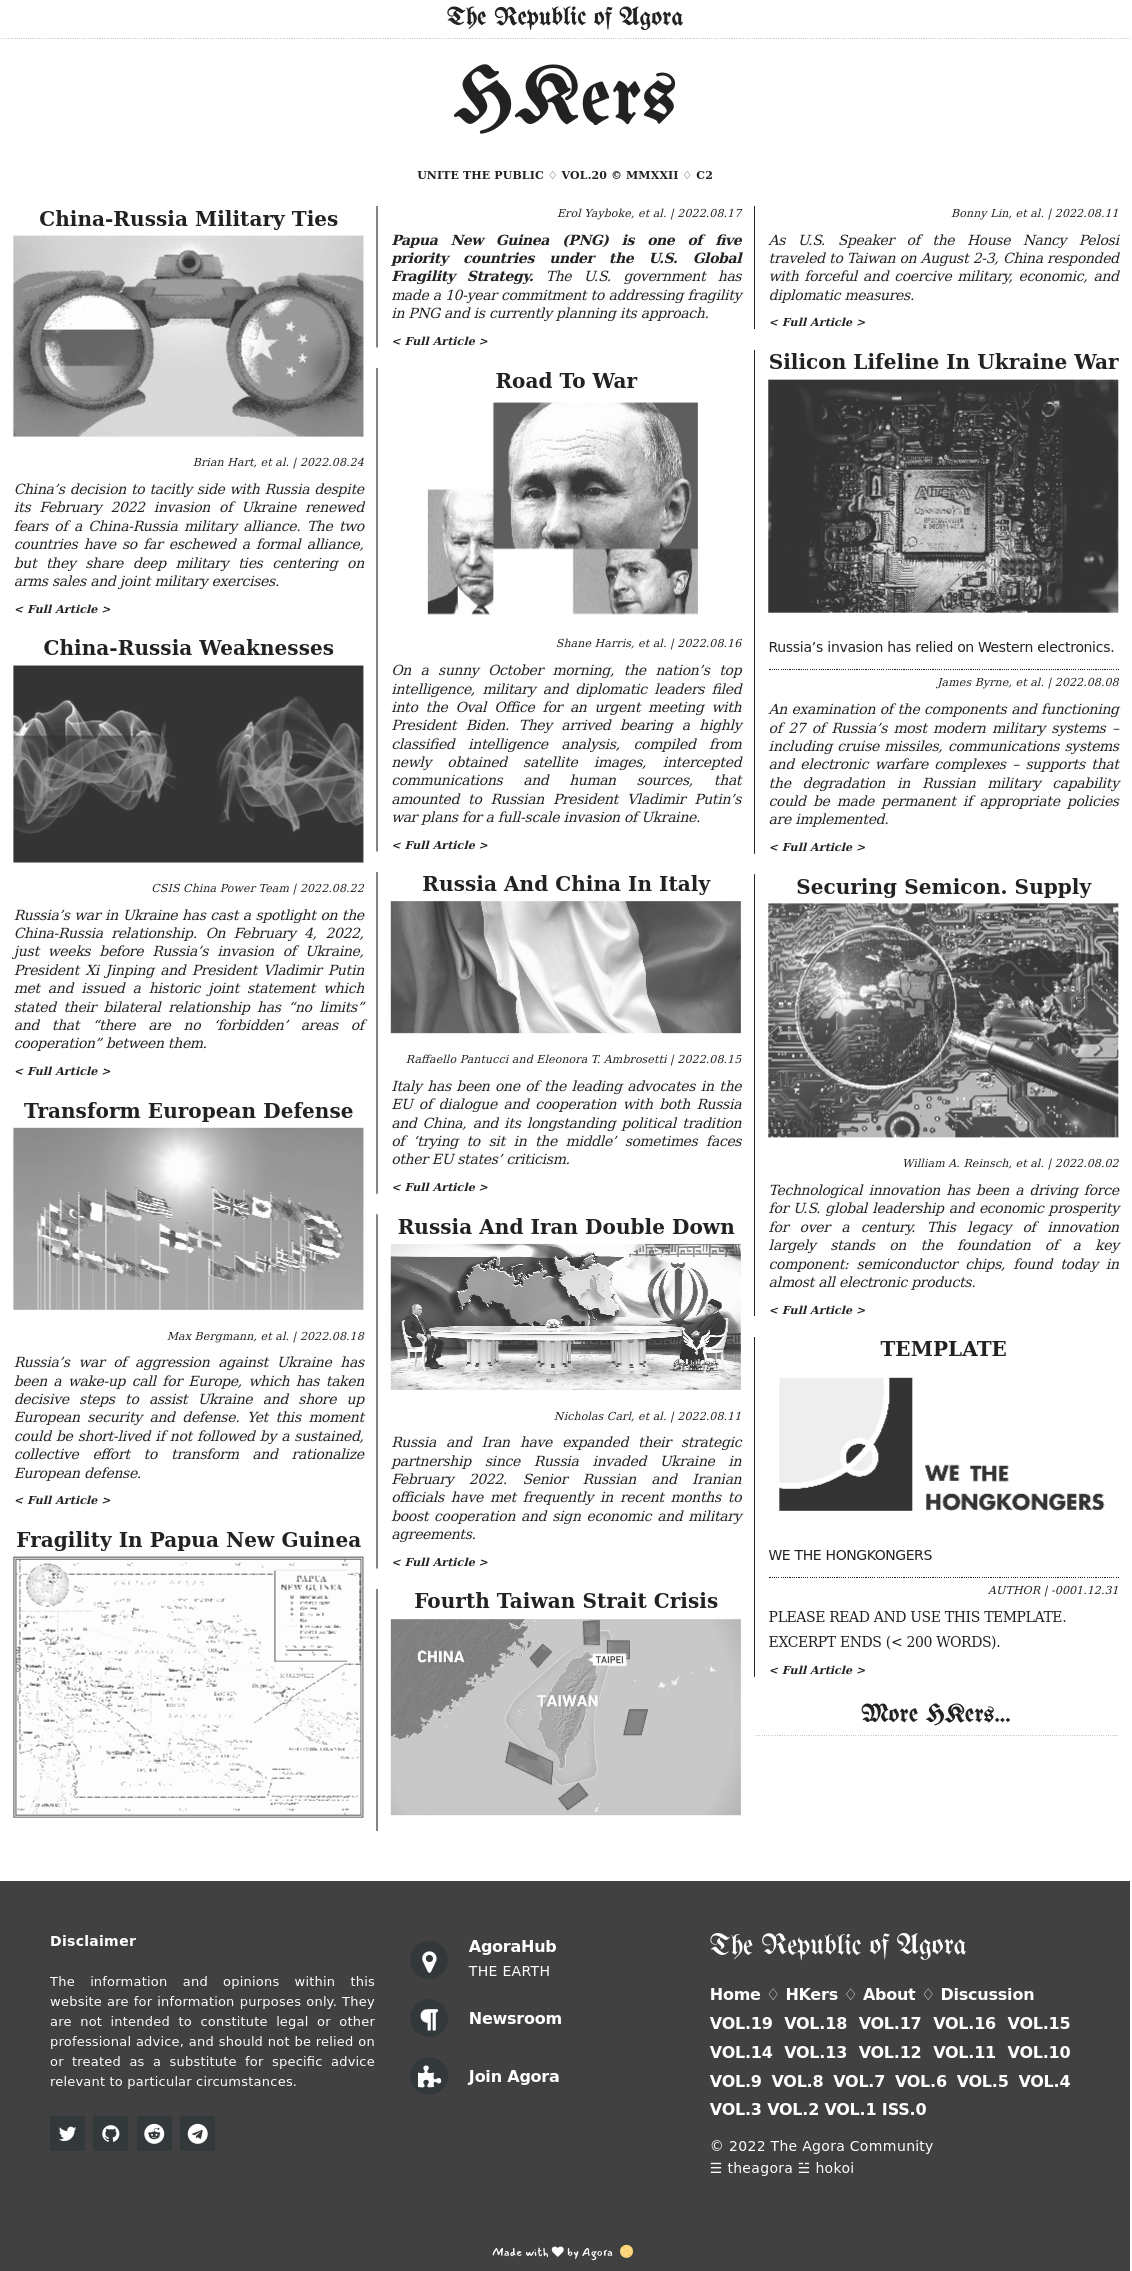 The Republic of Agora
HKers
UNITE THE PUBLIC ♢ VOL.20 © MMXXII ♢ C2
China-Russia Military Ties
Brian Hart, et al. | 2022.08.24
China’s decision to tacitly side with Russia despite
its February 2022 invasion of Ukraine renewed
fears of a China-Russia military alliance. The two
countries have so far eschewed a formal alliance,
but they share deep military ties centering on
arms sales and joint military exercises.
< Full Article >
China-Russia Weaknesses
CSIS China Power Team | 2022.08.22
Russia’s war in Ukraine has cast a spotlight on the
China-Russia relationship. On February 4, 2022,
just weeks before Russia’s invasion of Ukraine,
President Xi Jinping and President Vladimir Putin
met and issued a historic joint statement which
stated their bilateral relationship has “no limits”
and that “there are no ‘forbidden’ areas of
cooperation” between them.
< Full Article >
Transform European Defense
Max Bergmann, et al. | 2022.08.18
Russia’s war of aggression against Ukraine has
been a wake-up call for Europe, which has taken
decisive steps to assist Ukraine and shore up
European security and defense. Yet this moment
could be short-lived if not followed by a sustained,
collective effort to transform and rationalize
European defense.
< Full Article >
Fragility In Papua New Guinea
PAPUA
NEW GUINEA
Erol Yayboke, et al. | 2022.08.17
Papua New Guinea (PNG) is one of five
priority countries under the U.S. Global
Fragility Strategy. The U.S. government has
made a 10-year commitment to addressing fragility
in PNG and is currently planning its approach.
< Full Article >
Road To War
Shane Harris, et al. | 2022.08.16
On a sunny October morning, the nation’s top
intelligence, military and diplomatic leaders filed
into the Oval Office for an urgent meeting with
President Biden. They arrived bearing a highly
classified intelligence analysis, compiled from
newly obtained satellite images, intercepted
communications and human sources, that
amounted to Russian President Vladimir Putin’s
war plans for a full-scale invasion of Ukraine.
< Full Article >
Russia And China In Italy
Raffaello Pantucci and Eleonora T. Ambrosetti | 2022.08.15
Italy has been one of the leading advocates in the
EU of dialogue and cooperation with both Russia
and China, and its longstanding political tradition
of ‘trying to sit in the middle’ sometimes faces
other EU states’ criticism.
< Full Article >
Russia And Iran Double Down
Nicholas Carl, et al. | 2022.08.11
Russia and Iran have expanded their strategic
partnership since Russia invaded Ukraine in
February 2022. Senior Russian and Iranian
officials have met frequently in recent months to
boost cooperation and sign economic and military
agreements.
< Full Article >
Fourth Taiwan Strait Crisis
CHINA
TAIPEI
TAIWAN
Bonny Lin, et al. | 2022.08.11
As U.S. Speaker of the House Nancy Pelosi
traveled to Taiwan on August 2-3, China responded
with forceful and coercive military, economic, and
diplomatic measures.
< Full Article >
Silicon Lifeline In Ukraine War
ALTERA
Russia’s invasion has relied on Western electronics.
James Byrne, et al. | 2022.08.08
An examination of the components and functioning
of 27 of Russia’s most modern military systems –
including cruise missiles, communications systems
and electronic warfare complexes – supports that
the degradation in Russian military capability
could be made permanent if appropriate policies
are implemented.
< Full Article >
Securing Semicon. Supply
William A. Reinsch, et al. | 2022.08.02
Technological innovation has been a driving force
for U.S. global leadership and economic prosperity
for over a century. This legacy of innovation
largely stands on the foundation of a key
component: semiconductor chips, found today in
almost all electronic products.
< Full Article >
TEMPLATE
WE THE
HONGKONGERS
WE THE HONGKONGERS
AUTHOR | -0001.12.31
PLEASE READ AND USE THIS TEMPLATE.
EXCERPT ENDS (< 200 WORDS).
< Full Article >
More HKers...
Disclaimer
The information and opinions within this
website are for information purposes only. They
are not intended to constitute legal or other
professional advice, and should not be relied on
or treated as a substitute for specific advice
relevant to particular circumstances.
AgoraHub
THE EARTH
Newsroom
Join Agora
The Republic of Agora
Home ♢ HKers ♢ About ♢ Discussion
VOL.19 VOL.18 VOL.17 VOL.16 VOL.15
VOL.14 VOL.13 VOL.12 VOL.11 VOL.10
VOL.9 VOL.8 VOL.7 VOL.6 VOL.5 VOL.4
VOL.3 VOL.2 VOL.1 ISS.0
© 2022 The Agora Community
☰ theagora ☱ hokoi
Made with ♥ by Agora